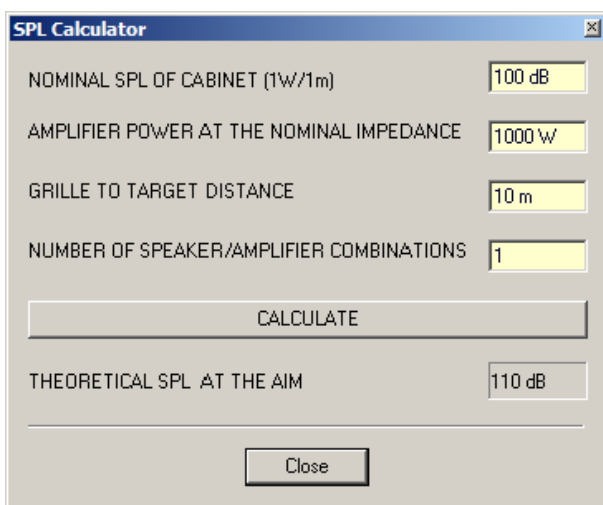 SPL Calculator
NOMINAL SPL OF CABINET (1W/1m) 100 dB
AMPLIFIER POWER AT THE NOMINAL IMPEDANCE 1000 W
GRILLE TO TARGET DISTANCE 10 m
NUMBER OF SPEAKER/AMPLIFIER COMBINATIONS 1
CALCULATE
THEORETICAL SPL AT THE AIM 110 dB
Close